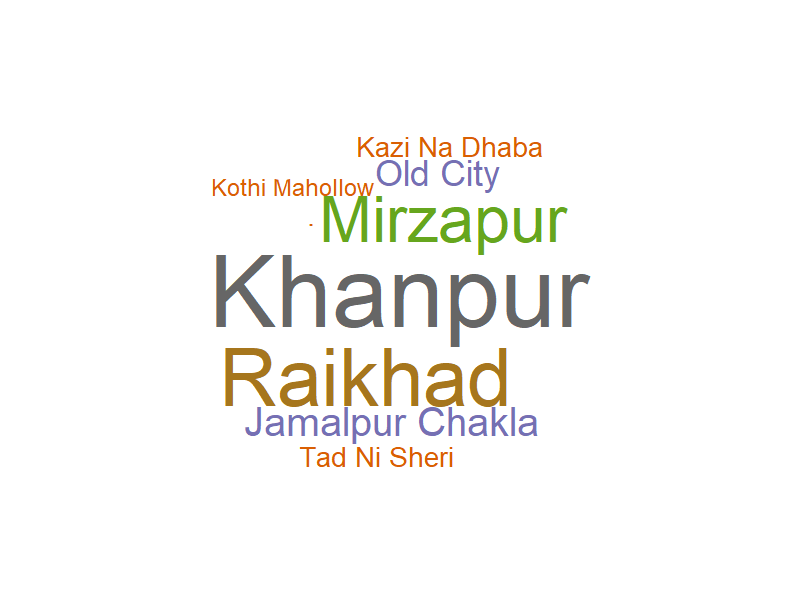 Kazi Na Dhaba
Old City
Kothi Mahollow
-
Mirzapur
Khanpur
Raikhad
Jamalpur Chakla
Tad Ni Sheri